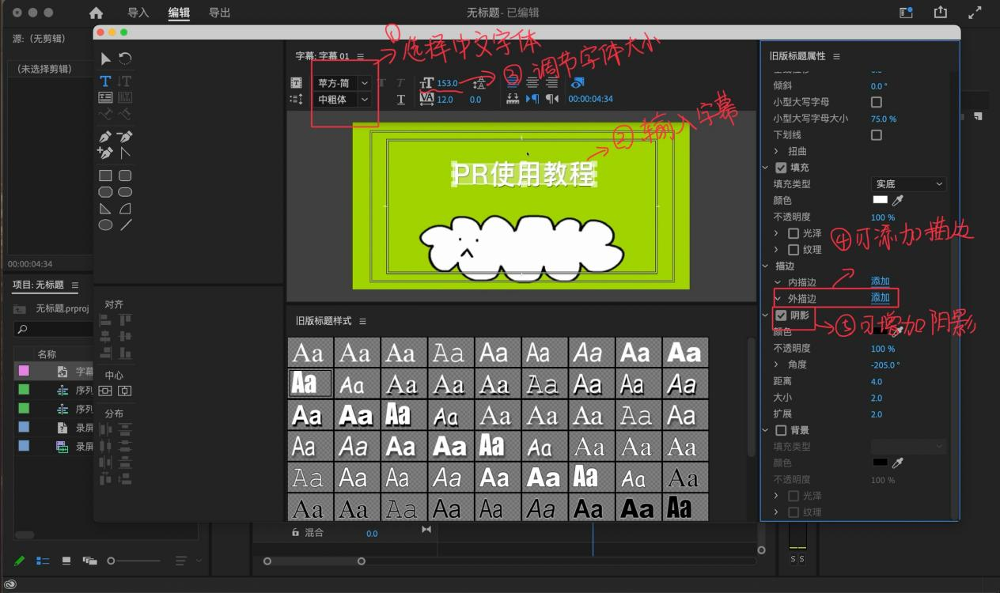 导入 编辑 导出 无标题 - 已编辑
源: (无剪辑)
(未选择剪辑)
00:00:04:34
项目: 无标题
无标题.prproj
名称
字幕
序列
序列
录屏
录屏
对齐
中心
分布
字幕: 字幕 01
苹方-简 153.0
中粗体 12.0 0.0 00:00:04:34
①选择中文字体
③调节字体大小
②输入字幕
PR使用教程
旧版标题样式
Aa Aa Aa Aa Aa Aa Aa Aa Aa
Aa Aa Aa Aa Aa Aa Aa Aa Aa
Aa Aa Aa Aa Aa Aa Aa Aa Aa
Aa Aa Aa Aa Aa Aa Aa Aa Aa
Aa Aa Aa Aa Aa Aa Aa Aa Aa
Aa Aa Aa Aa Aa Aa Aa Aa Aa
混合 0.0
S S
旧版标题属性
倾斜 0.0 °
小型大写字母
小型大写字母大小 75.0 %
下划线
扭曲
填充
填充类型 实底
颜色
不透明度 100 %
光泽
纹理
④可添加描边
描边
内描边 添加
外描边 添加
阴影
⑤可增加阴影
颜色
不透明度 100 %
角度 -205.0 °
距离 4.0
大小 2.0
扩展 2.0
背景
填充类型
颜色
不透明度 100 %
光泽
纹理